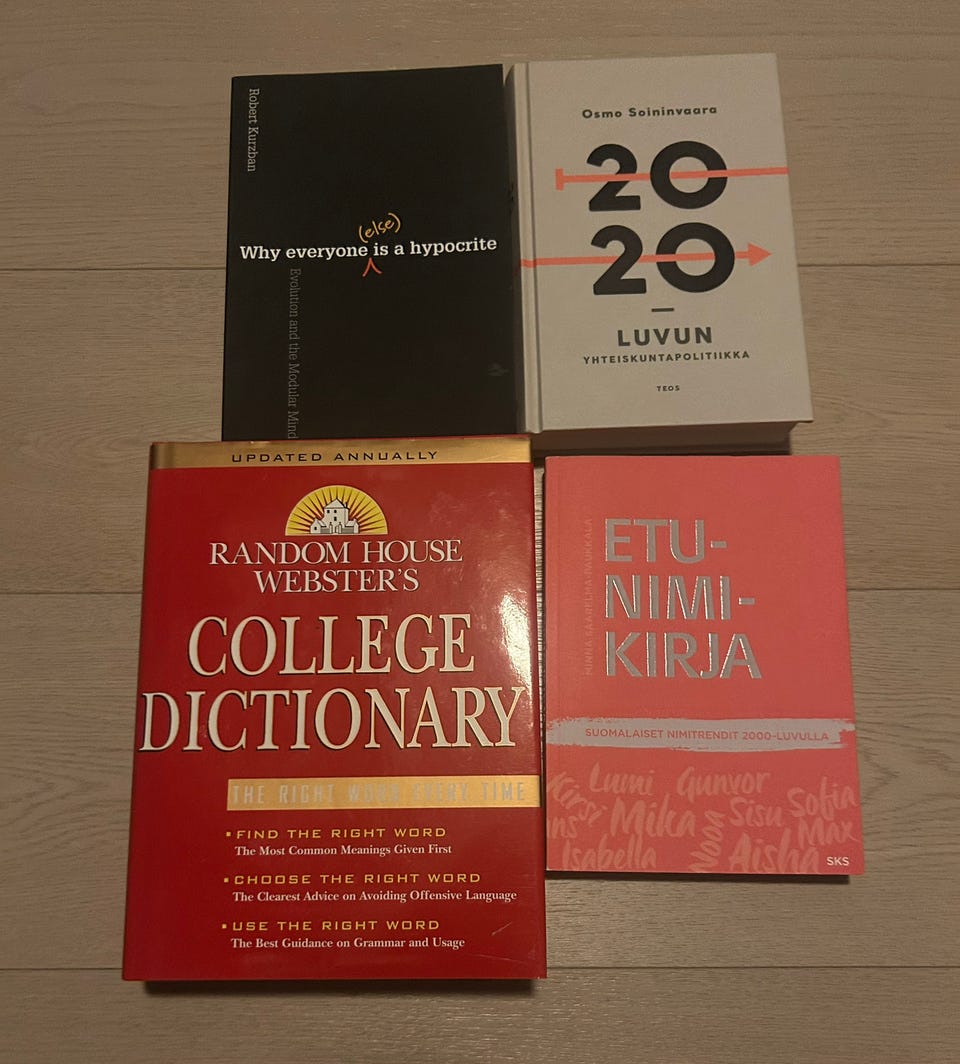 Robert Kurzban
(else)
Why everyone is a hypocrite
Evolution and the Modular Mind
Osmo Soininvaara
20
20
–
LUVUN
YHTEISKUNTAPOLITIIKKA
TEOS
UPDATED ANNUALLY
RANDOM HOUSE
WEBSTER'S
COLLEGE
DICTIONARY
THE RIGHT WORD EVERY TIME
▪ FIND THE RIGHT WORD
The Most Common Meanings Given First
▪ CHOOSE THE RIGHT WORD
The Clearest Advice on Avoiding Offensive Language
▪ USE THE RIGHT WORD
The Best Guidance on Grammar and Usage
MINNA SAARELMA-PAUKKALA
ETU-
NIMI-
KIRJA
SUOMALAISET NIMITRENDIT 2000-LUVULLA
Lumi Gunvor
Kirsi Mika Sisu Sofia
ns Nooa Max
Isabella Aisha
SKS